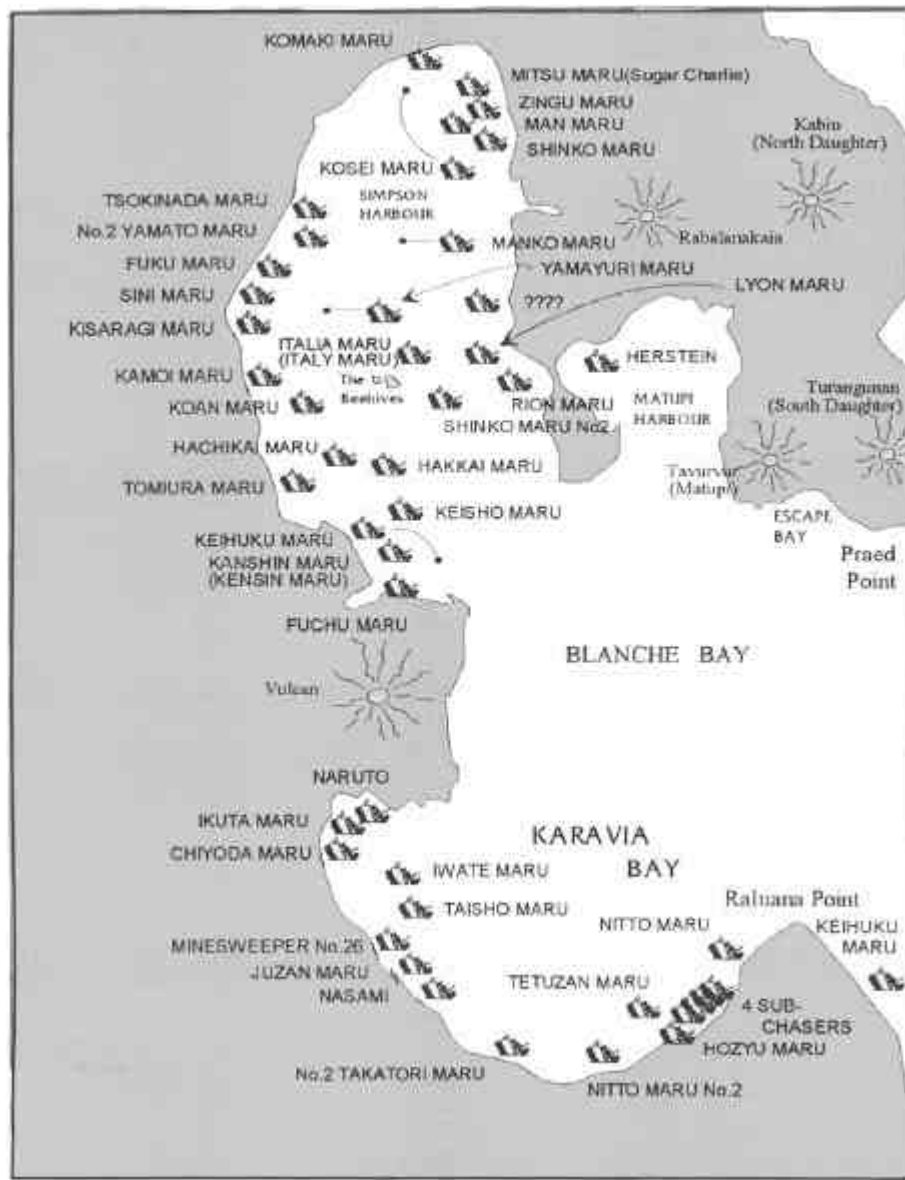 KOMAKI MARU
MITSU MARU(Sugar Charlie)
ZINGU MARU
MAN MARU
SHINKO MARU
Kabiu
(North Daughter)
KOSEI MARU
SIMPSON
HARBOUR
TSOKINADA MARU
No.2 YAMATO MARU
MANKO MARU
Rabalanakaia
FUKU MARU
YAMAYURI MARU
LYON MARU
SINI MARU
????
KISARAGI MARU
ITALIA MARU
(ITALY MARU)
HERSTEIN
KAMOI MARU
The
Beehives
KOAN MARU
RION MARU
MATUPI
HARBOUR
Turangunan
(South Daughter)
SHINKO MARU No2
HACHIKAI MARU
HAKKAI MARU
TOMIURA MARU
Tavurvur
(Matupi)
KEISHO MARU
ESCAPE
BAY
KEIHUKU MARU
KANSHIN MARU
(KENSIN MARU)
Praed
Point
FUCHU MARU
BLANCHE BAY
Vulcan
NARUTO
IKUTA MARU
CHIYODA MARU
KARAVIA
BAY
IWATE MARU
TAISHO MARU
NITTO MARU
Raluana Point
KEIHUKU
MARU
MINESWEEPER No.26
JUZAN MARU
NASAMI
TETUZAN MARU
4 SUB-
CHASERS
HOZYU MARU
No.2 TAKATORI MARU
NITTO MARU No.2